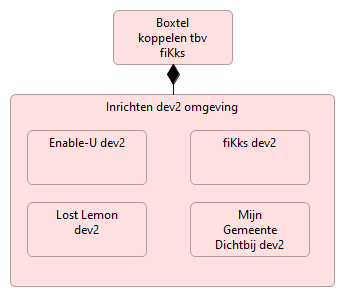 Boxtel
koppelen tbv
fiKks
Inrichten dev2 omgeving
Enable-U dev2
fiKks dev2
Lost Lemon
dev2
Mijn
Gemeente
Dichtbij dev2